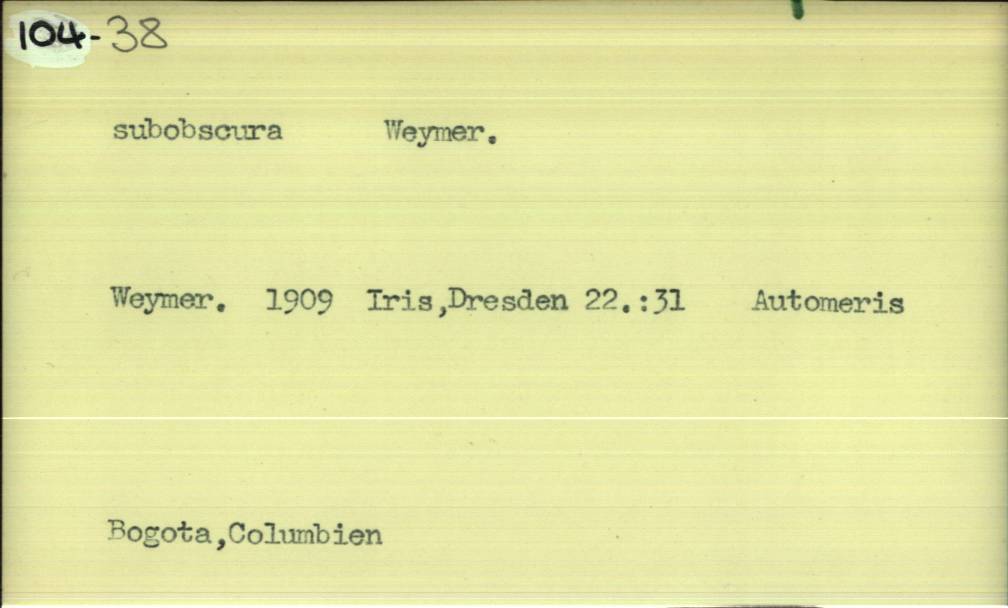 104-38
subobscura Weymer.
Weymer. 1909 Iris,Dresden 22.:31 Automeris
Bogota,Columbien